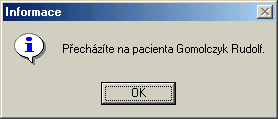 Informace
Přecházíte na pacienta Gomolczyk Rudolf.
OK